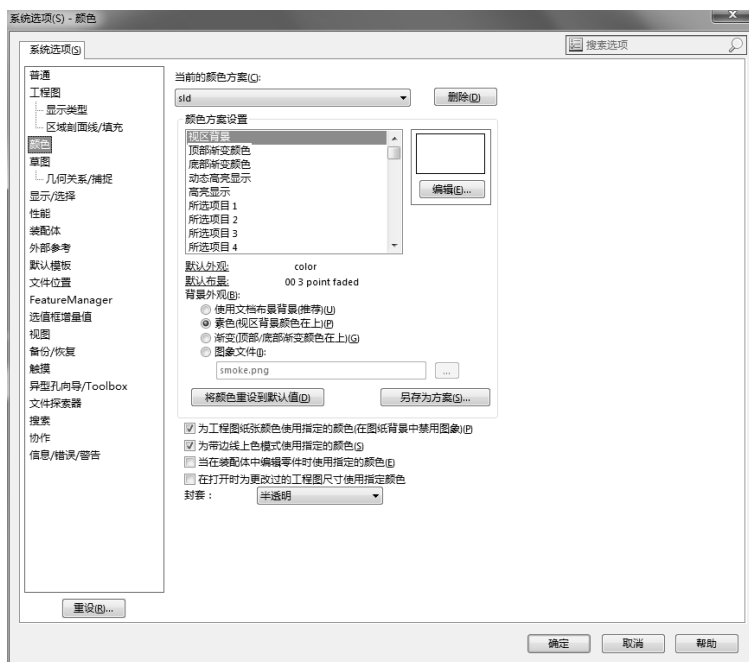 系统选项(S) - 颜色
系统选项(S)
搜索选项
普通
工程图
显示类型
区域剖面线/填充
颜色
草图
几何关系/捕捉
显示/选择
性能
装配体
外部参考
默认模板
文件位置
FeatureManager
选值框增量值
视图
备份/恢复
触摸
异型孔向导/Toolbox
文件探索器
搜索
协作
信息/错误/警告
重设(R)...
当前的颜色方案(C):
sld
删除(D)
颜色方案设置
视区背景
顶部渐变颜色
底部渐变颜色
动态高亮显示
高亮显示
所选项目 1
所选项目 2
所选项目 3
所选项目 4
编辑(E)...
默认外观: color
默认布景: 00 3 point faded
背景外观(B):
使用文档布景背景(推荐)(U)
素色(视区背景颜色在上)(P)
渐变(顶部/底部渐变颜色在上)(G)
图象文件(I):
smoke.png
...
将颜色重设到默认值(D)
另存为方案(S)...
为工程图纸张颜色使用指定的颜色(在图纸背景中禁用图象)(P)
为带边线上色模式使用指定的颜色(S)
当在装配体中编辑零件时使用指定的颜色(E)
在打开时为更改过的工程图尺寸使用指定颜色
封套： 半透明
确定
取消
帮助